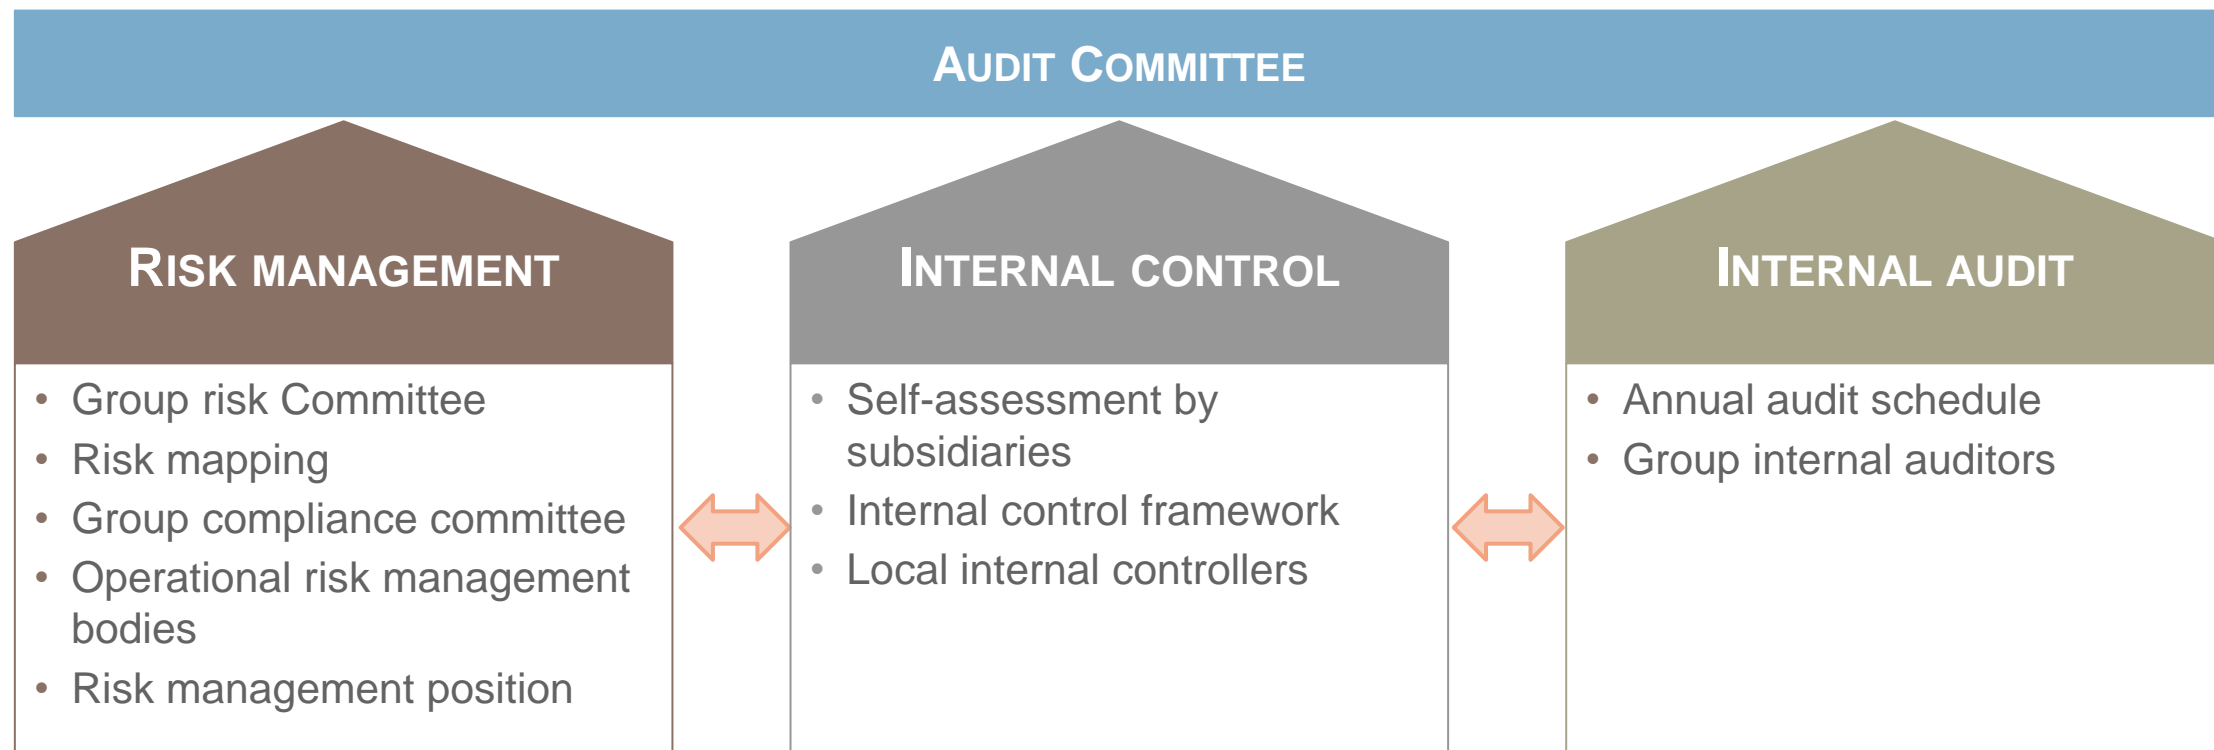 AUDIT COMMITTEE
RISK MANAGEMENT
• Group risk Committee
• Risk mapping
• Group compliance committee
• Operational risk management
bodies
• Risk management position
INTERNAL CONTROL
• Self-assessment by
subsidiaries
• Internal control framework
• Local internal controllers
INTERNAL AUDIT
• Annual audit schedule
• Group internal auditors